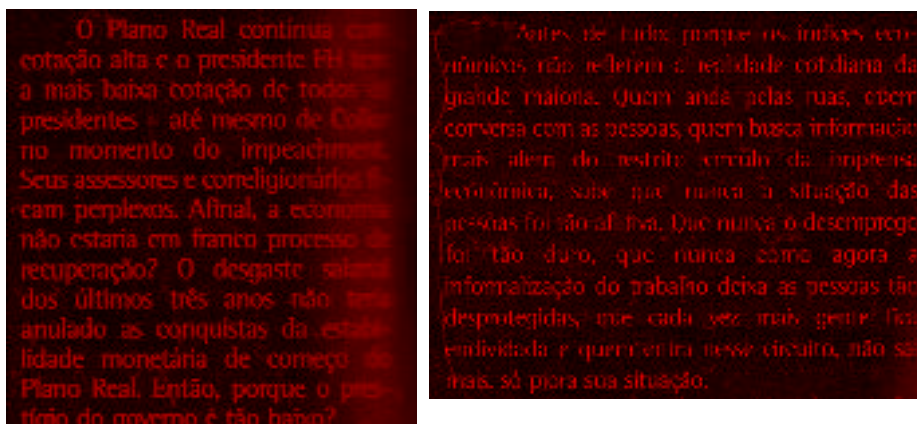 O Plano Real continua com
cotação alta e o presidente FH tem
a mais baixa cotação de todos os
presidentes até mesmo de Collor
no momento do impeachment.
Seus assessores e correligionários fi-
cam perplexos. Afinal, a economia
não estaria em franco processo de
recuperação? O desgaste salarial
dos últimos três anos não teria
anulado as conquistas da estabi-
lidade monetária de começo do
Plano Real. Então, porque o pres-
tígio do governo é tão baixo?
Antes de tudo porque os índices eco-
nômicos não refletem a realidade cotidiana da
grande maioria. Quem anda pelas ruas, quem
conversa com as pessoas, quem busca informação
mais além do restrito círculo da imprensa
econômica, sabe que nunca a situação das
pessoas foi tão aflitiva. Que nunca o desemprego
foi tão duro, que nunca como agora a
informalização do trabalho deixa as pessoas tão
desprotegidas, que cada vez mais gente fica
endividada e quem entra nesse circuito, não sai
mais, só piora sua situação.